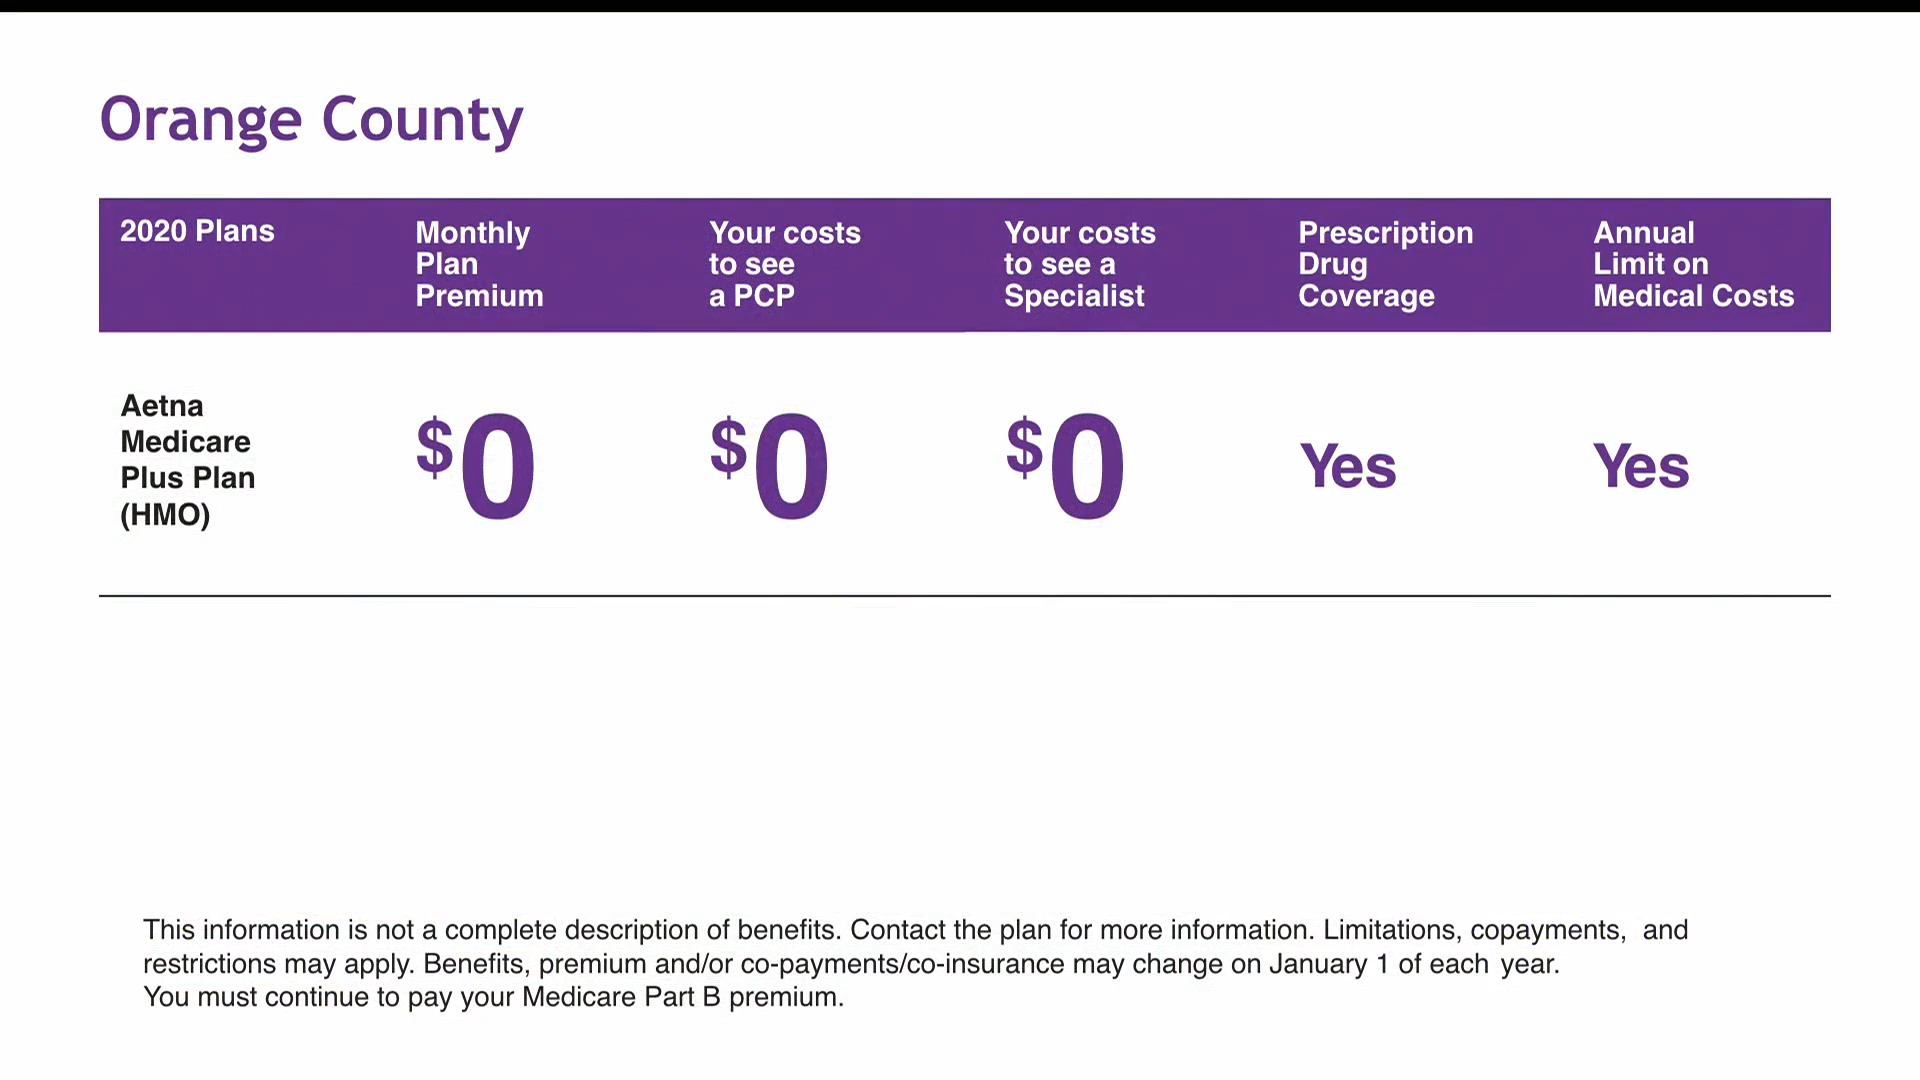 Orange County
2020 Plans
Monthly
Plan
Premium
Your costs
to see
a PCP
Your costs
to see a
Specialist
Prescription
Drug
Coverage
Annual
Limit on
Medical Costs
Aetna
Medicare
Plus Plan
(HMO)
$0
$0
$0
Yes
Yes
This information is not a complete description of benefits. Contact the plan for more information. Limitations, copayments, and
restrictions may apply. Benefits, premium and/or co-payments/co-insurance may change on January 1 of each year.
You must continue to pay your Medicare Part B premium.